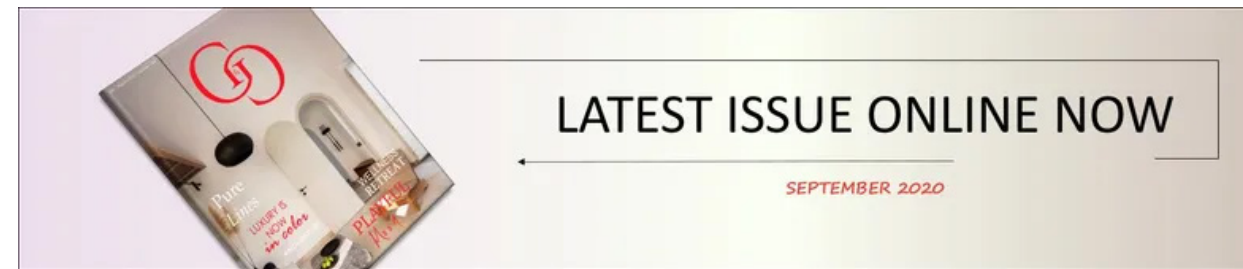 Pure
Lines
LUXURY IS
NOW
in color
WELLNESS
RETREAT
PLAYFUL
LATEST ISSUE ONLINE NOW
SEPTEMBER 2020